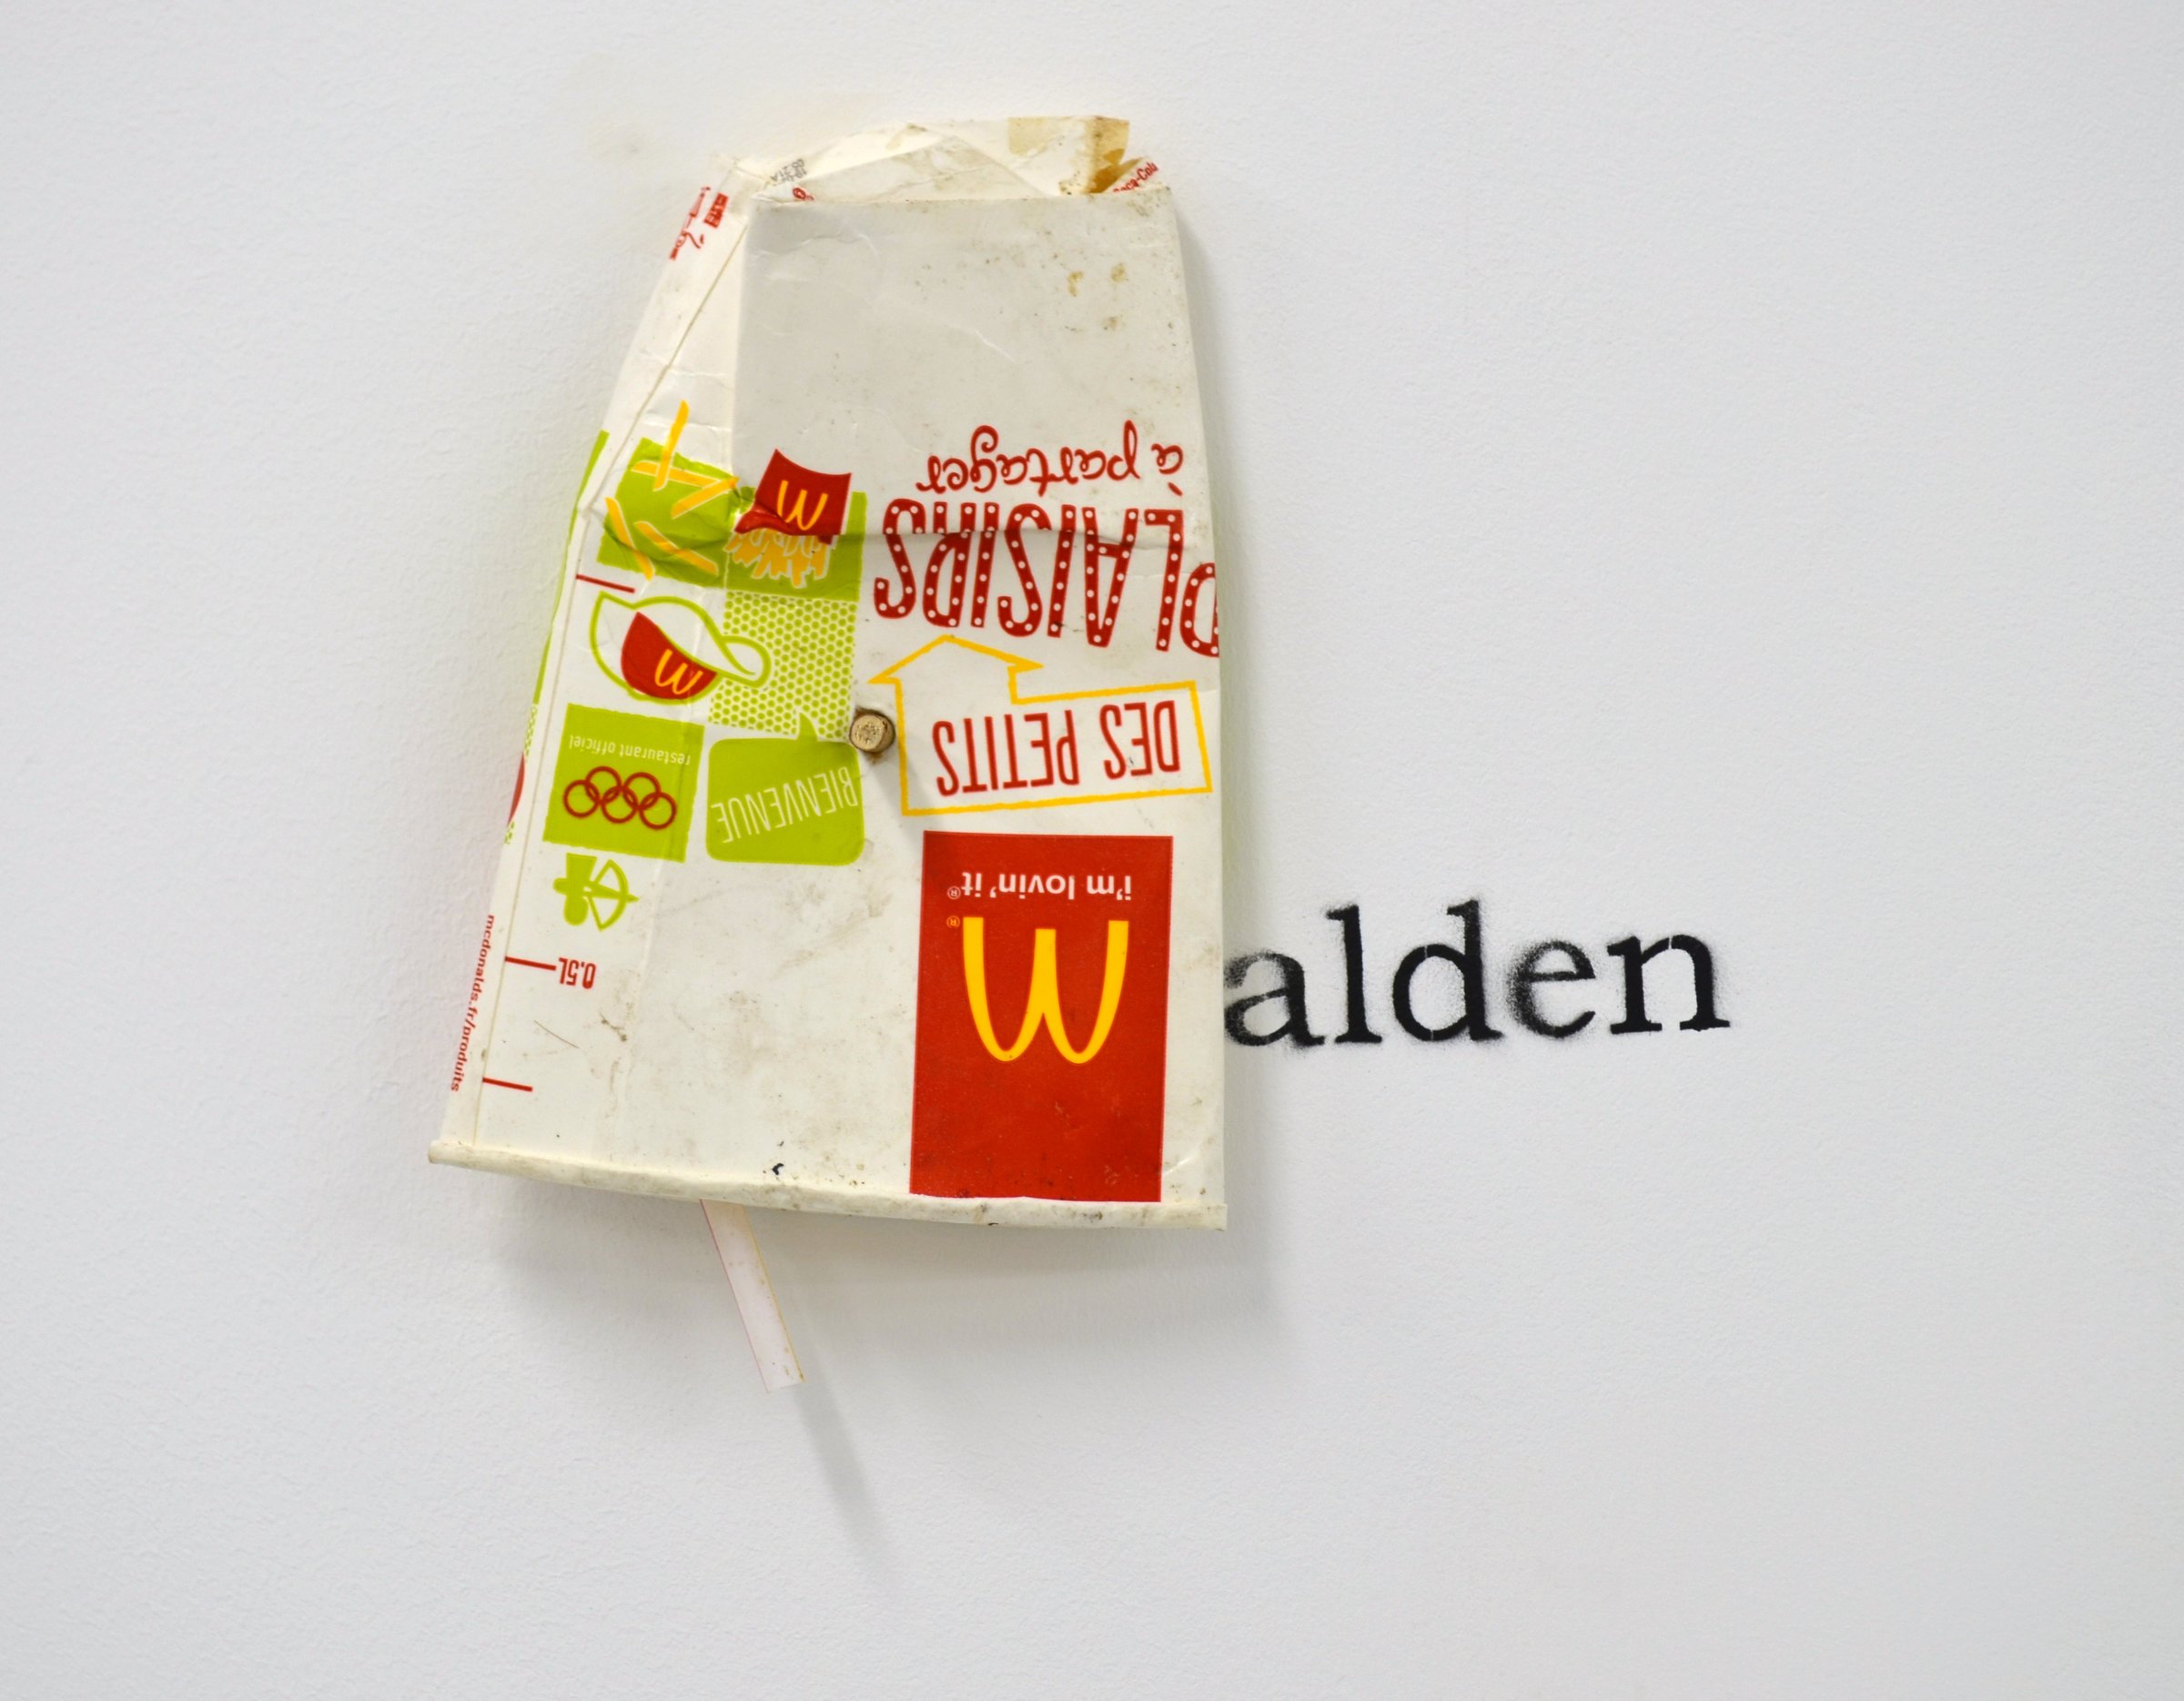 à partager
PLAISIRS
DES PETITS
restaurant officiel
BIENVENUE
i'm lovin' it®
M®
0.5L
mcdonalds.fr/produits
alden